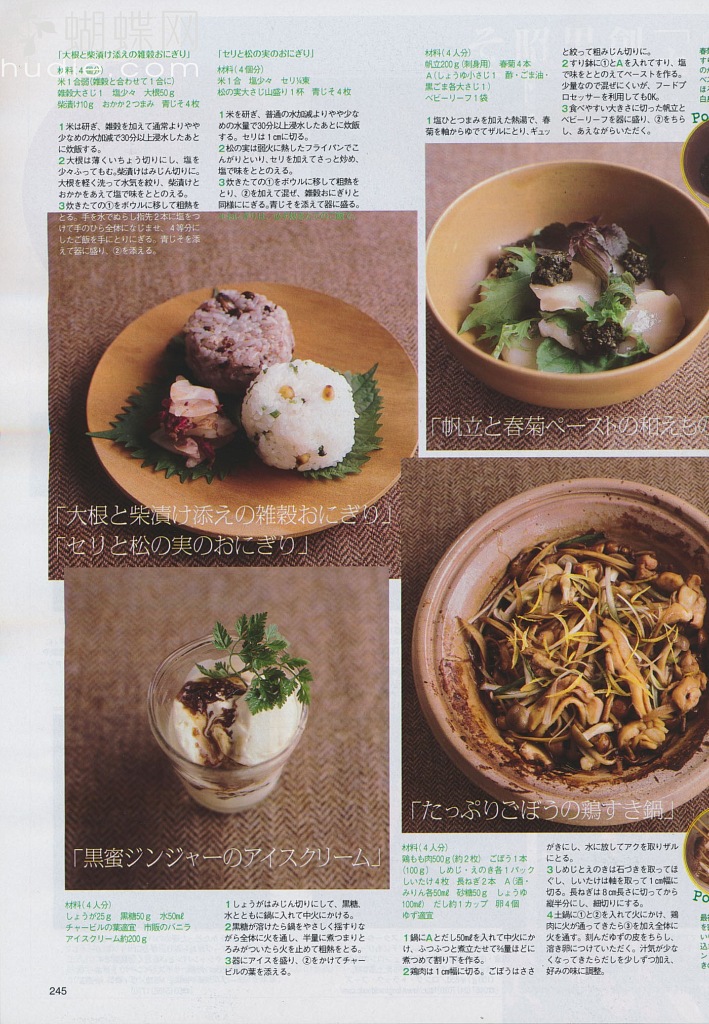 蝴蝶网
hudie.com
「大根と柴漬け添えの雑穀おにぎり」
材料(4個分)
米1合弱(雑穀と合わせて1合に)
雑穀大さじ1　塩少々　大根50g
柴漬け10g　おかか2つまみ　青じそ4枚
1米は研ぎ、雑穀を加えて通常よりやや
少なめの水加減で30分以上浸水したあと
に炊飯する。
2大根は薄くいちょう切りにし、塩を
少々ふってもむ。柴漬けはみじん切りに。
大根を軽く洗って水気を絞り、柴漬けと
おかかをあえて塩で味をととのえる。
3炊きたての①をボウルに移して粗熱を
とる。手を水でぬらし指先2本に塩をつ
けて手のひら全体になじませ、4等分に
したご飯を手にとりにぎる。青じそを添
えて器に盛り、②を添える。
「セリと松の実のおにぎり」
材料(4個分)
米1合　塩少々　セリ¼束
松の実大さじ山盛り1杯　青じそ4枚
1米を研ぎ、普通の水加減よりやや少な
めの水量で30分以上浸水したあとに炊飯
する。セリは1cmに切る。
2松の実は弱火に熱したフライパンでこ
んがりといり、セリを加えてさっと炒め、
塩で味をととのえる。
3炊きたての①をボウルに移して粗熱を
とり、②を加えて混ぜ、雑穀おにぎりと
同様ににぎる。青じそを添えて器に盛る。
材料(4人分)
帆立200g(刺身用)　春菊4本
A(しょうゆ小さじ1　酢・ごま油・
黒ごま各大さじ1)
ベビーリーフ1袋
1塩ひとつまみを加えた熱湯で、春
菊を軸からゆでてザルにとり、ギュッ
と絞って粗みじん切りに。
2すり鉢に①とAを入れてすり、塩
で味をととのえてペーストを作る。
少量なので混ぜにくいが、フードプ
ロセッサーを利用してもOK。
3食べやすい大きさに切った帆立と
ベビーリーフを器に盛り、②をちら
し、あえながらいただく。
「帆立と春菊ペーストの和えもの
「大根と柴漬け添えの雑穀おにぎり」
「セリと松の実のおにぎり」
「黒蜜ジンジャーのアイスクリーム」
「たっぷりごぼうの鶏すき鍋」
材料(4人分)
しょうが25g　黒糖50g　水50mℓ
チャービルの葉適宜　市販のバニラ
アイスクリーム約200g
1しょうがはみじん切りにして、黒糖、
水とともに鍋に入れて中火にかける。
2黒糖が溶けたら鍋をやさしく揺すりな
がら全体に火を通し、半量に煮つまりと
ろみがついたら火を止めて粗熱をとる。
3器にアイスを盛り、②をかけてチャー
ビルの葉を添える。
材料(4人分)
鶏もも肉500g(約2枚)　ごぼう1本
(100g)　しめじ・えのき各1パック
しいたけ4枚　長ねぎ2本　A(酒・
みりん各50mℓ　砂糖50g　しょうゆ
100mℓ)　だし約1カップ　卵4個
ゆず適宜
1鍋にAとだし50mℓを入れて中火にか
け、ふつふつと煮立たせて⅔量ほどに
煮つめて割り下を作る。
2鶏肉は1cm幅に切る。ごぼうはささ
がきにし、水に放してアクを取りザル
にとる。
3しめじとえのきは石づきを取ってほ
ぐし、しいたけは軸を取って1cm幅に
切る。長ねぎは8cm長さに切ってから
縦半分にし、細切りにする。
4土鍋に①と②を入れて火にかけ、鶏
肉に火が通ってきたら③を加え全体に
火を通す。刻んだゆずの皮をちらし、
溶き卵につけていただく。汁気が少な
くなってきたらだしを少しずつ加え、
好みの味に調整。
Po
Po
245